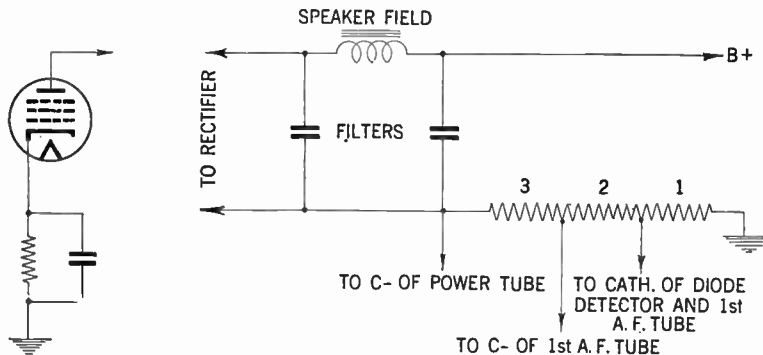 SPEAKER FIELD
B+
TO RECTIFIER
FILTERS
3 2 1
TO C- OF POWER TUBE
TO CATH. OF DIODE
DETECTOR AND 1st
A. F. TUBE
TO C- OF 1st A. F. TUBE